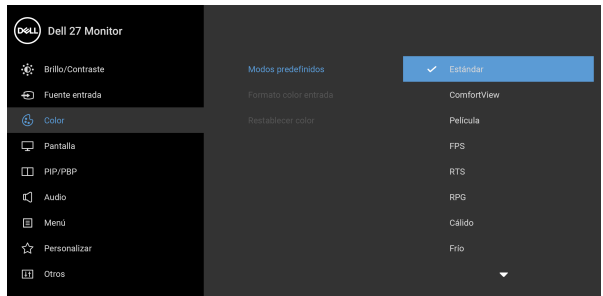 DELL Dell 27 Monitor
Brillo/Contraste
Fuente entrada
Color
Pantalla
PIP/PBP
Audio
Menú
Personalizar
Otros
Modos predefinidos
Formato color entrada
Restablecer color
Estándar
ComfortView
Película
FPS
RTS
RPG
Cálido
Frío